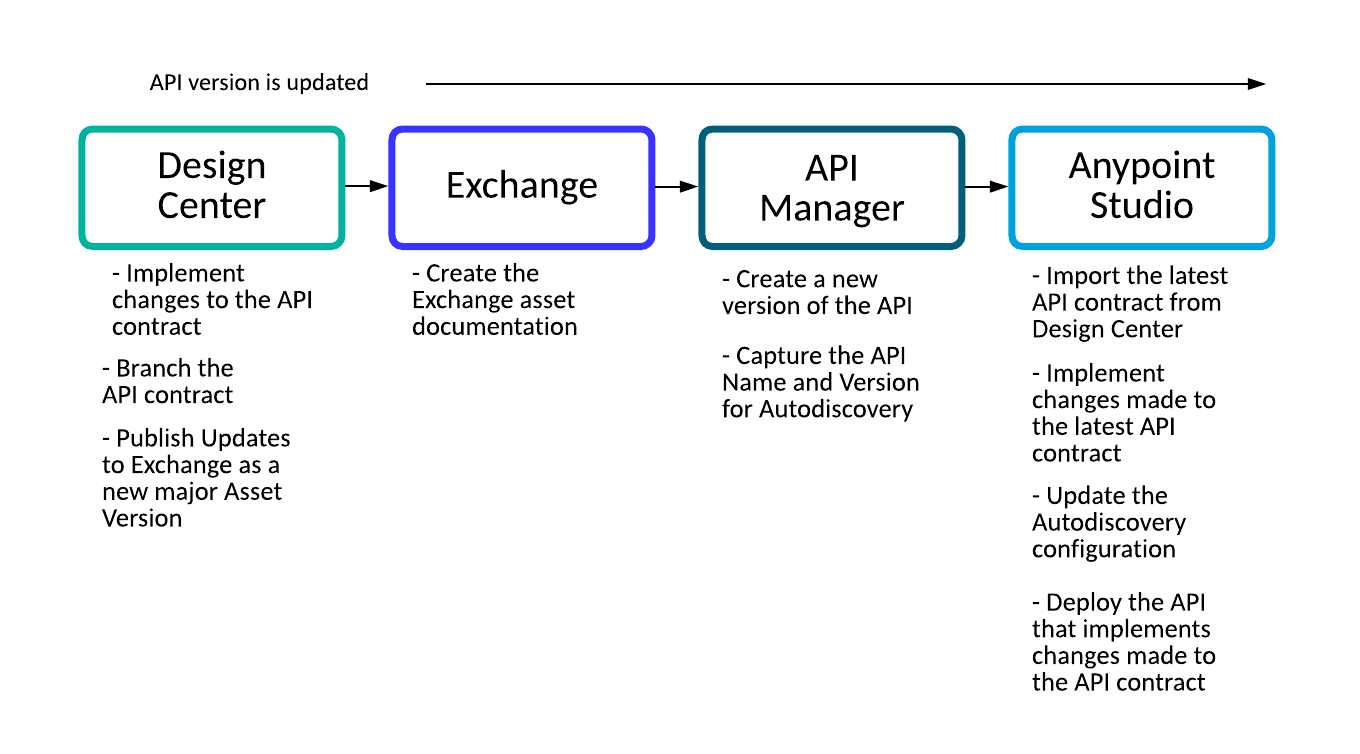 API version is updated
Design
Center
Exchange
API
Manager
Anypoint
Studio
- Implement
changes to the API
contract
- Branch the
API contract
- Publish Updates
to Exchange as a
new major Asset
Version
- Create the
Exchange asset
documentation
- Create a new
version of the API
- Capture the API
Name and Version
for Autodiscovery
- Import the latest
API contract from
Design Center
- Implement
changes made to
the latest API
contract
- Update the
Autodiscovery
configuration
- Deploy the API
that implements
changes made to
the API contract